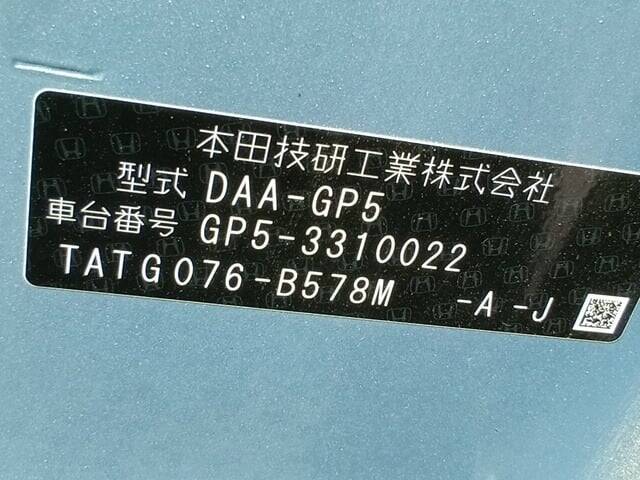 本田技研工業株式会社
型式 DAA-GP5
車台番号 GP5-3310022
TATG076-B578M -A -J